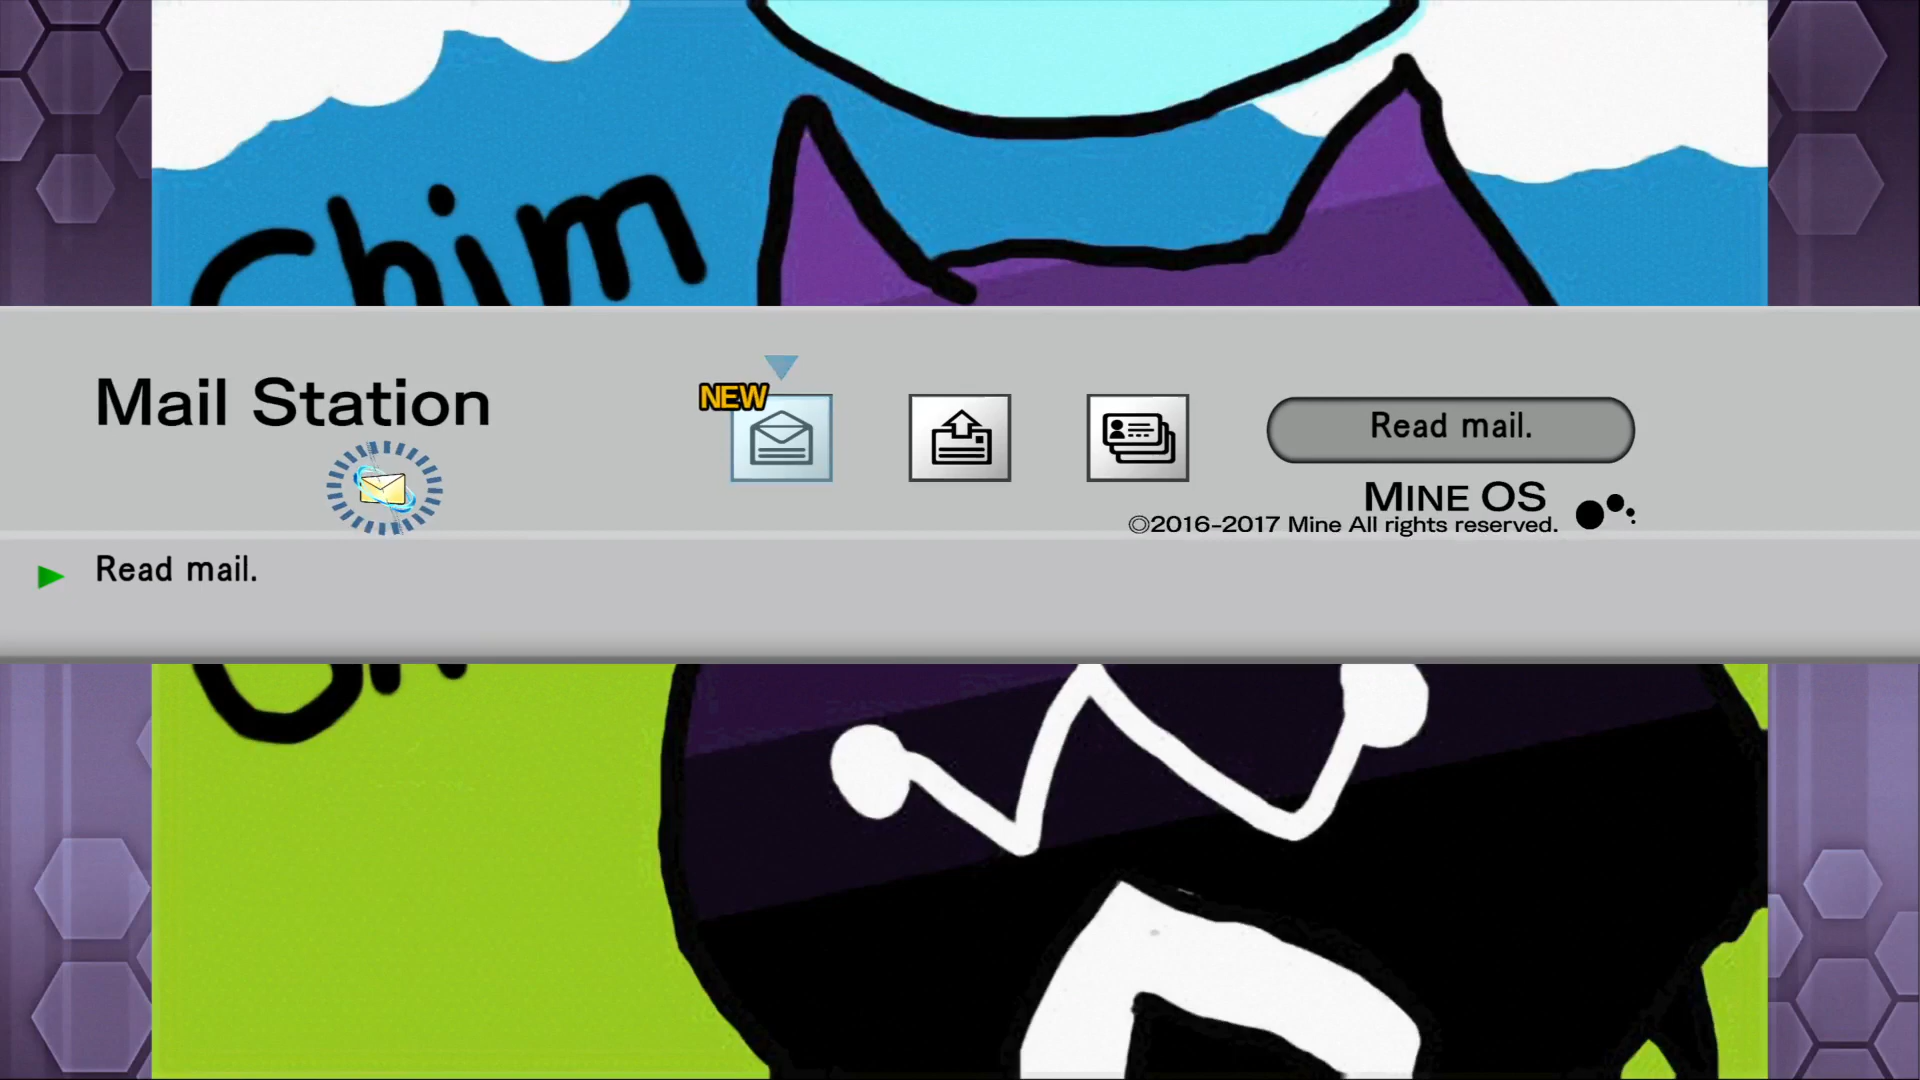 Chim
Mail Station
NEW
Read mail.
MINE OS
©2016-2017 Mine All rights reserved.
Read mail.